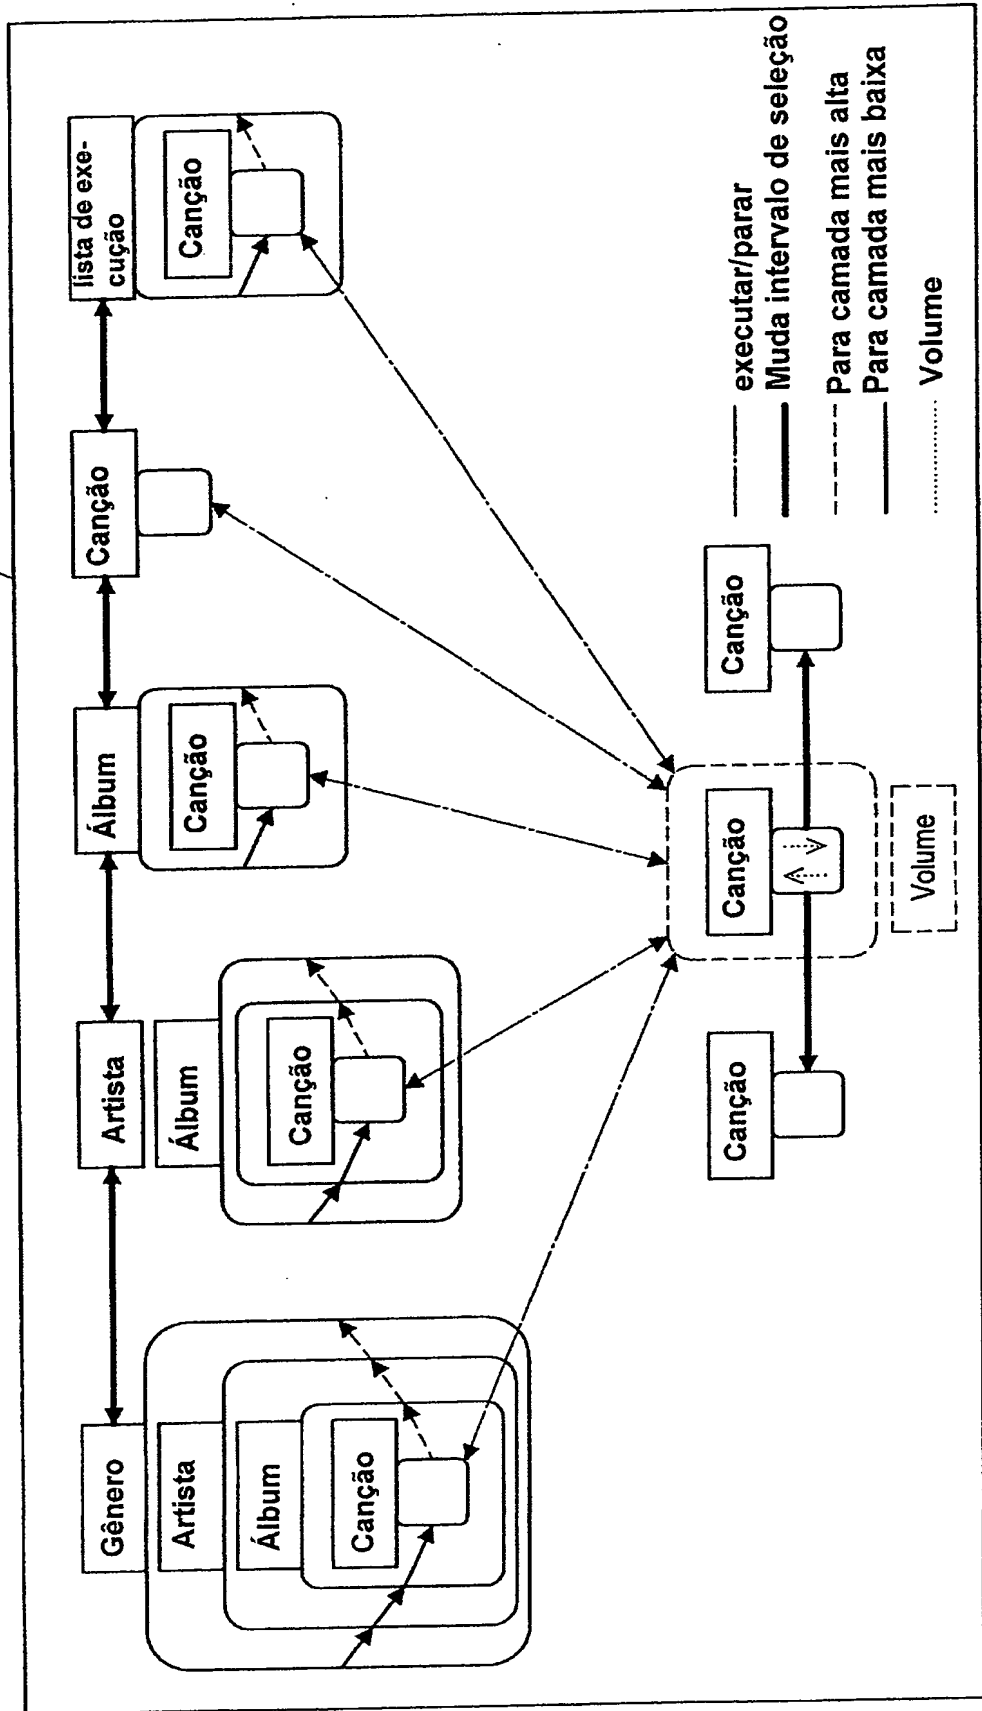 Gênero
Artista
Álbum
Canção
Artista
Álbum
Canção
Álbum
Canção
Canção
lista de exe-
cução
Canção
Canção
Canção
Canção
Volume
executar/parar
Muda intervalo de seleção
Para camada mais alta
Para camada mais baixa
Volume